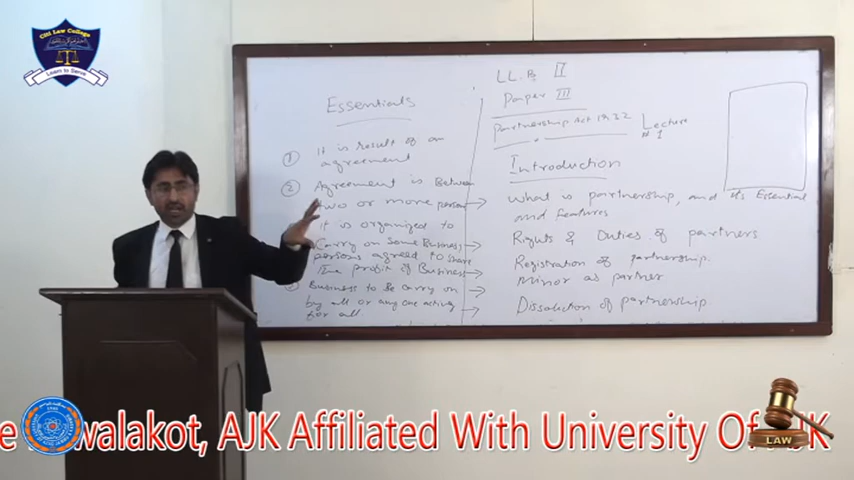 Citi Law College
Learn to Serve
LL.B II
Paper III
Partnership Act 1932
Lecture
# 1
Essentials
① It is result of an
agreement
② Agreement is Between
two or more person
it is organized to
Carry on Some Business
persons agreed to share
The profit of Business
Business to be carry on
by all or any one acting
for all.
Introduction
What is partnership, and its Essential
and features
Rights & Duties of partners
Registration of partnership.
Minor as partner
Dissolution of partnership
walakot, AJK Affiliated With University Of
LAW